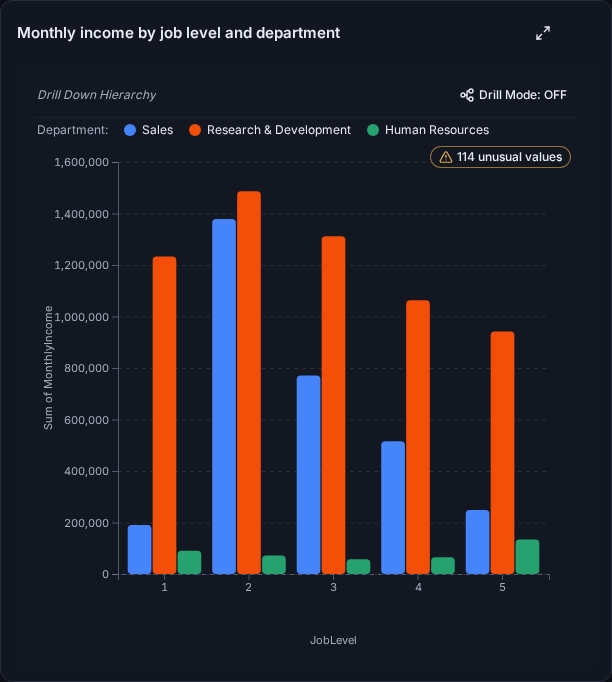 Monthly income by job level and department
Drill Down Hierarchy
Drill Mode: OFF
Department: Sales Research & Development Human Resources
114 unusual values
1,600,000
1,400,000
1,200,000
1,000,000
800,000
600,000
400,000
200,000
0
Sum of MonthlyIncome
1 2 3 4 5
JobLevel